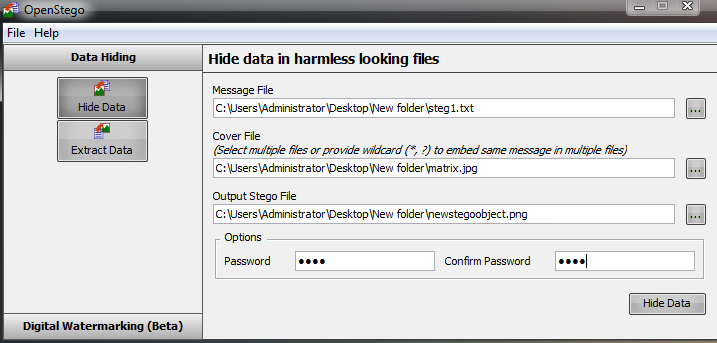 OpenStego
File Help
Data Hiding
Hide Data
Extract Data
Digital Watermarking (Beta)
Hide data in harmless looking files
Message File
C:\Users\Administrator\Desktop\New folder\steg1.txt
...
Cover File
(Select multiple files or provide wildcard (*, ?) to embed same message in multiple files)
C:\Users\Administrator\Desktop\New folder\matrix.jpg
...
Output Stego File
C:\Users\Administrator\Desktop\New folder\newstegoobject.png
...
Options
Password ●●●● Confirm Password ●●●●
Hide Data